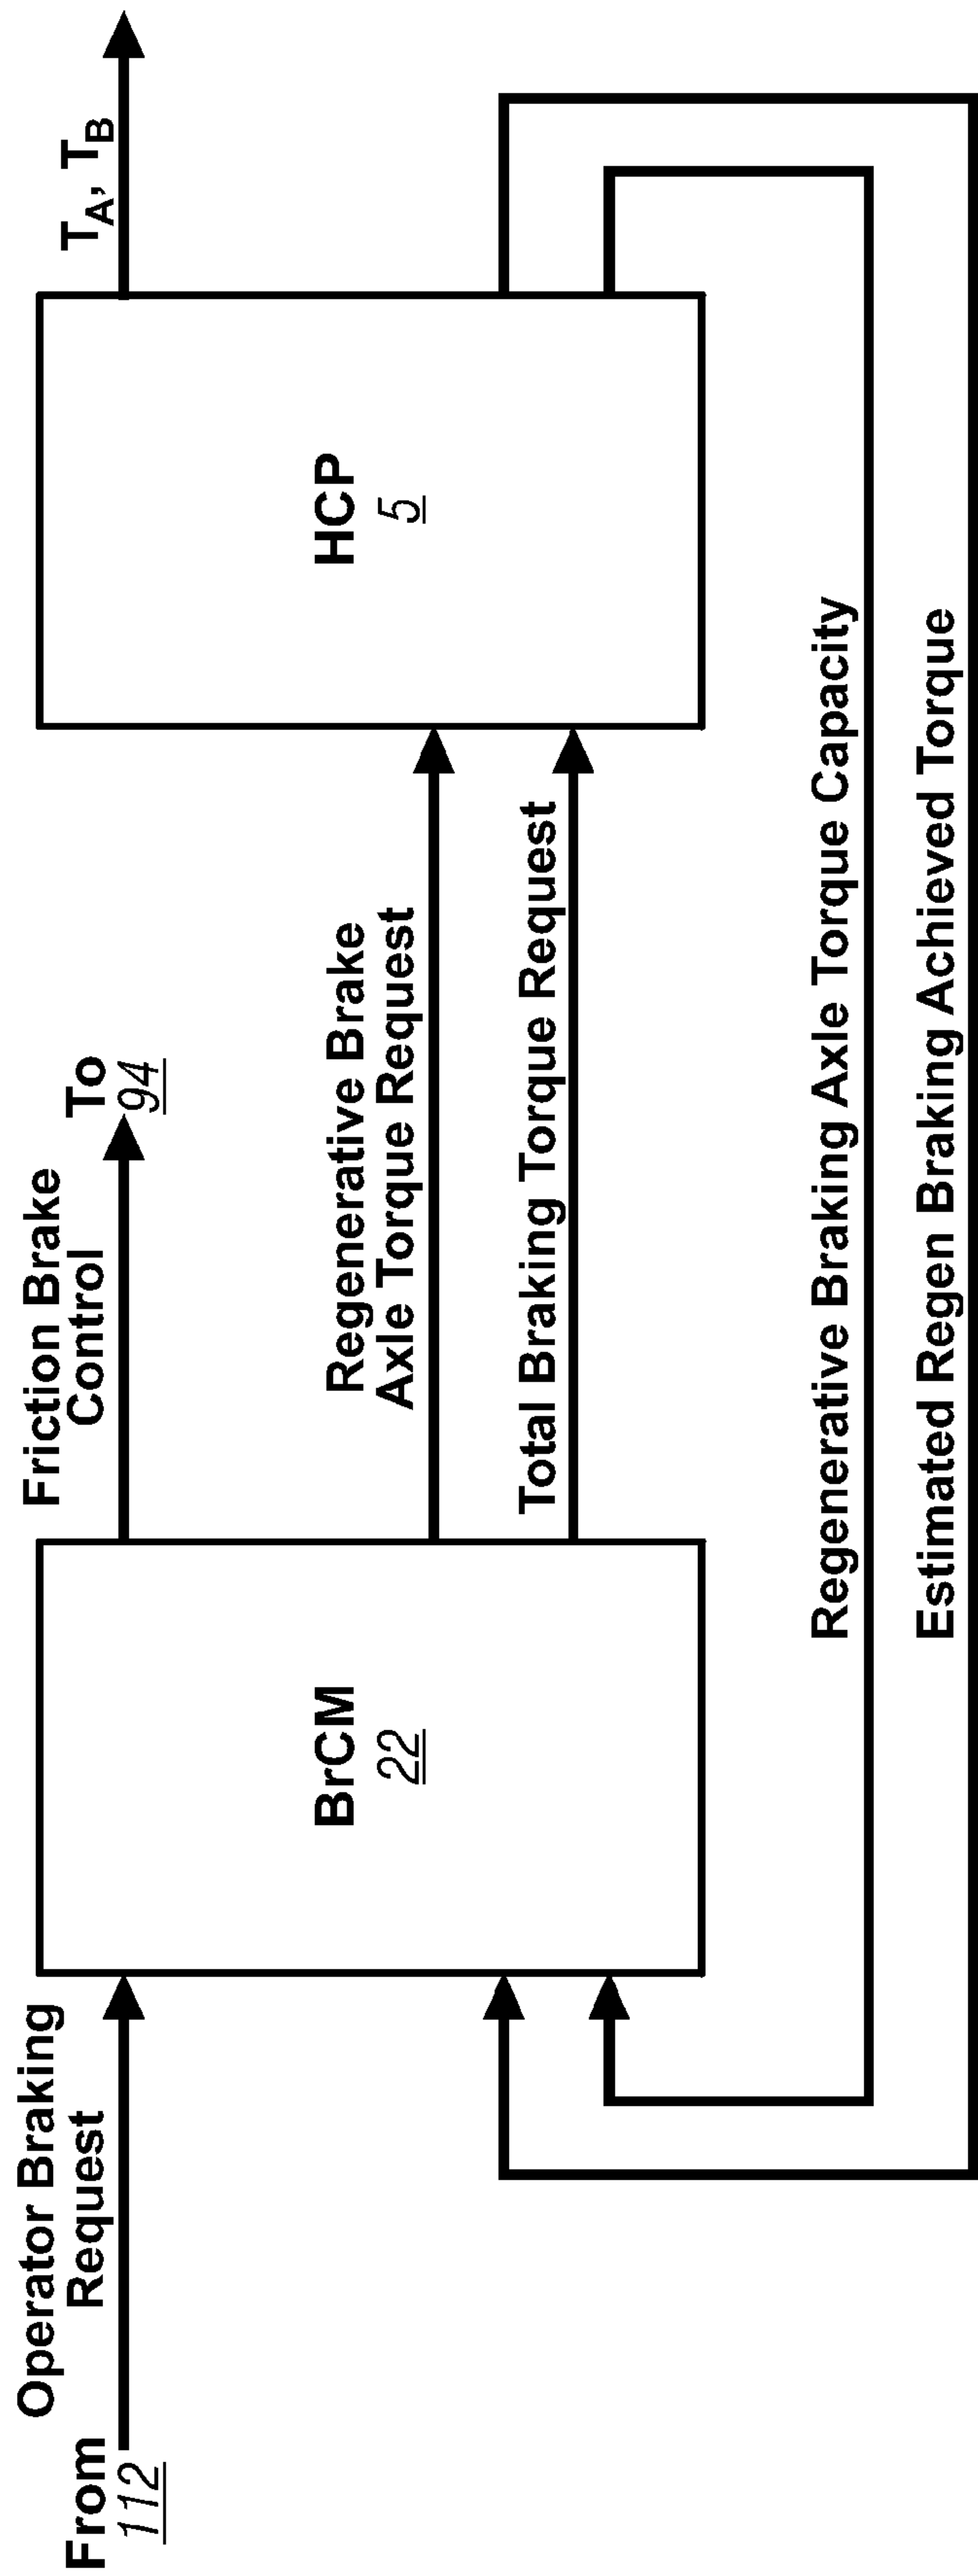 From
112
Operator Braking
Request
BrCM
22
Friction Brake
Control
To
94
Regenerative Brake
Axle Torque Request
Total Braking Torque Request
HCP
5
TA, TB
Regenerative Braking Axle Torque Capacity
Estimated Regen Braking Achieved Torque